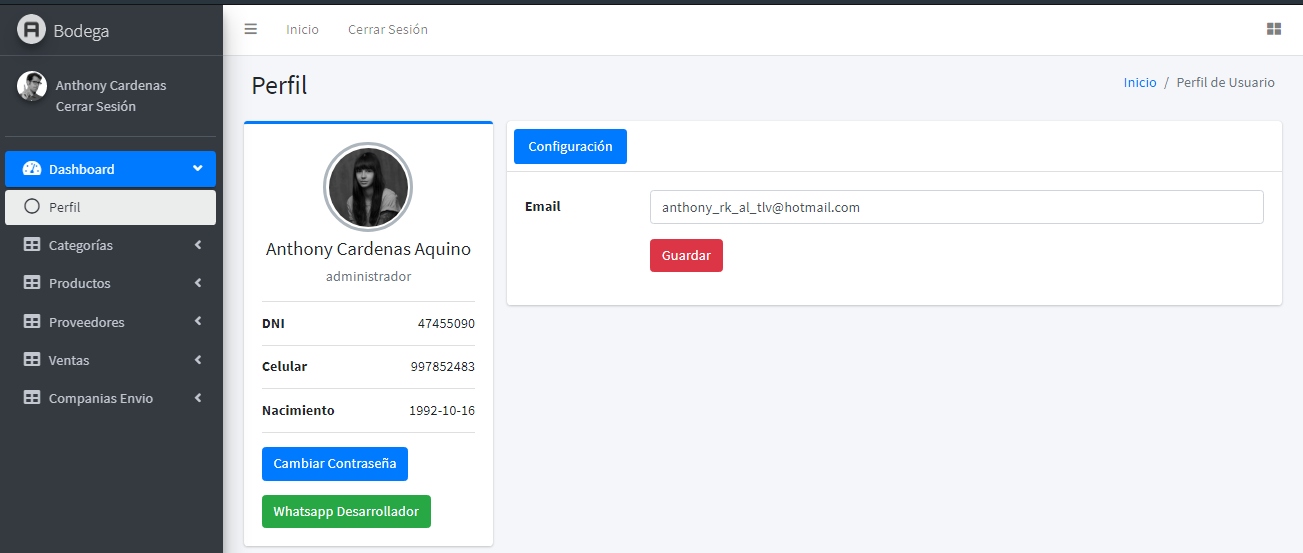 Bodega
Inicio
Cerrar Sesión
Anthony Cardenas
Cerrar Sesión
Dashboard
Perfil
Categorías
Productos
Proveedores
Ventas
Companias Envio
Perfil
Inicio / Perfil de Usuario
Anthony Cardenas Aquino
administrador
DNI 47455090
Celular 997852483
Nacimiento 1992-10-16
Cambiar Contraseña
Whatsapp Desarrollador
Configuración
Email anthony_rk_al_tlv@hotmail.com
Guardar